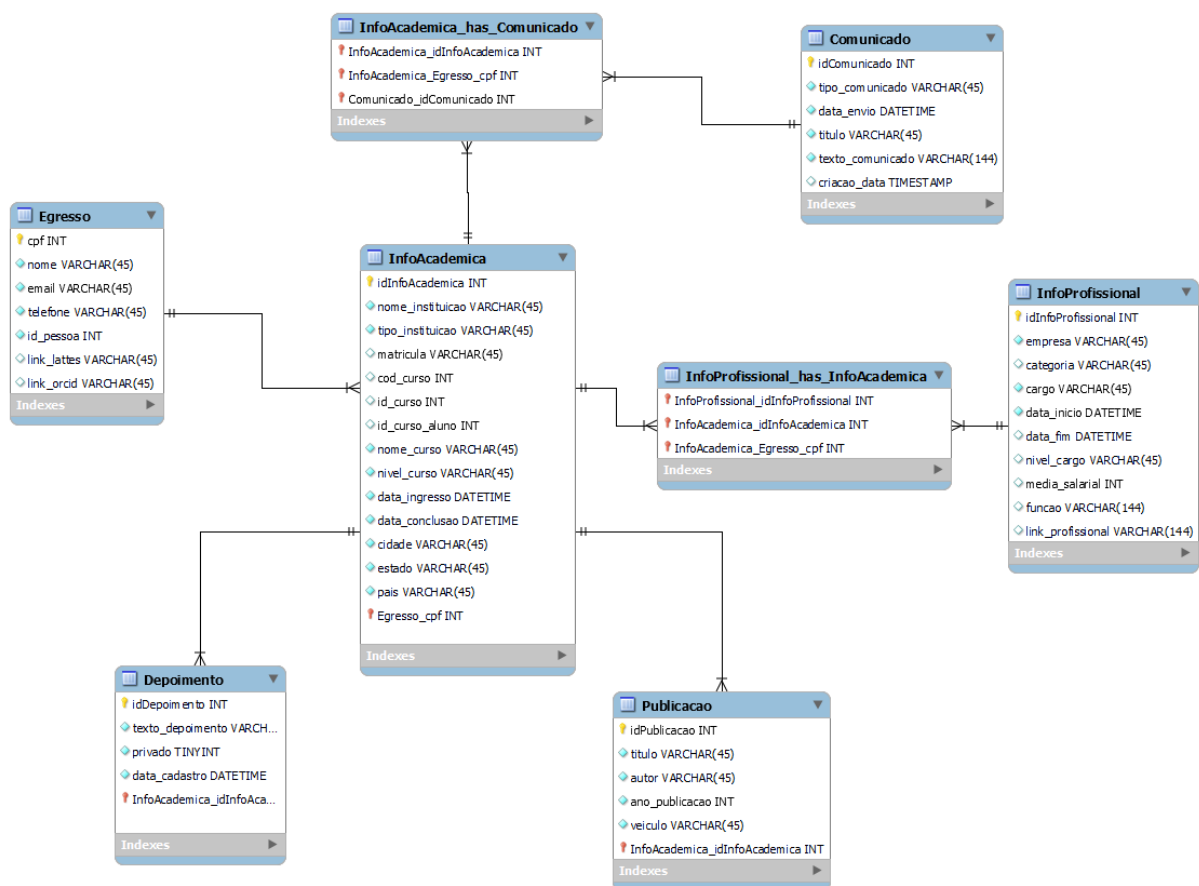 InfoAcademica_has_Comunicado
InfoAcademica_idInfoAcademica INT
InfoAcademica_Egresso_cpf INT
Comunicado_idComunicado INT
Indexes
Comunicado
idComunicado INT
tipo_comunicado VARCHAR(45)
data_envio DATETIME
titulo VARCHAR(45)
texto_comunicado VARCHAR(144)
criacao_data TIMESTAMP
Indexes
Egresso
cpf INT
nome VARCHAR(45)
email VARCHAR(45)
telefone VARCHAR(45)
id_pessoa INT
link_lattes VARCHAR(45)
link_orcid VARCHAR(45)
Indexes
InfoAcademica
idInfoAcademica INT
nome_instituicao VARCHAR(45)
tipo_instituicao VARCHAR(45)
matricula VARCHAR(45)
cod_curso INT
id_curso INT
id_curso_aluno INT
nome_curso VARCHAR(45)
nivel_curso VARCHAR(45)
data_ingresso DATETIME
data_conclusao DATETIME
cidade VARCHAR(45)
estado VARCHAR(45)
pais VARCHAR(45)
Egresso_cpf INT
Indexes
InfoProfissional_has_InfoAcademica
InfoProfissional_idInfoProfissional INT
InfoAcademica_idInfoAcademica INT
InfoAcademica_Egresso_cpf INT
Indexes
InfoProfissional
idInfoProfissional INT
empresa VARCHAR(45)
categoria VARCHAR(45)
cargo VARCHAR(45)
data_inicio DATETIME
data_fim DATETIME
nivel_cargo VARCHAR(45)
media_salarial INT
funcao VARCHAR(144)
link_profissional VARCHAR(144)
Indexes
Depoimento
idDepoimento INT
texto_depoimento VARCH...
privado TINYINT
data_cadastro DATETIME
InfoAcademica_idInfoAca...
Indexes
Publicacao
idPublicacao INT
titulo VARCHAR(45)
autor VARCHAR(45)
ano_publicacao INT
veiculo VARCHAR(45)
InfoAcademica_idInfoAcademica INT
Indexes